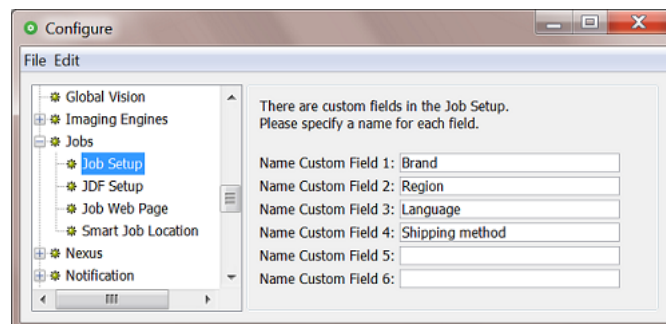 Configure
File Edit
Global Vision
Imaging Engines
Jobs
Job Setup
JDF Setup
Job Web Page
Smart Job Location
Nexus
Notification
There are custom fields in the Job Setup.
Please specify a name for each field.
Name Custom Field 1: Brand
Name Custom Field 2: Region
Name Custom Field 3: Language
Name Custom Field 4: Shipping method
Name Custom Field 5:
Name Custom Field 6: